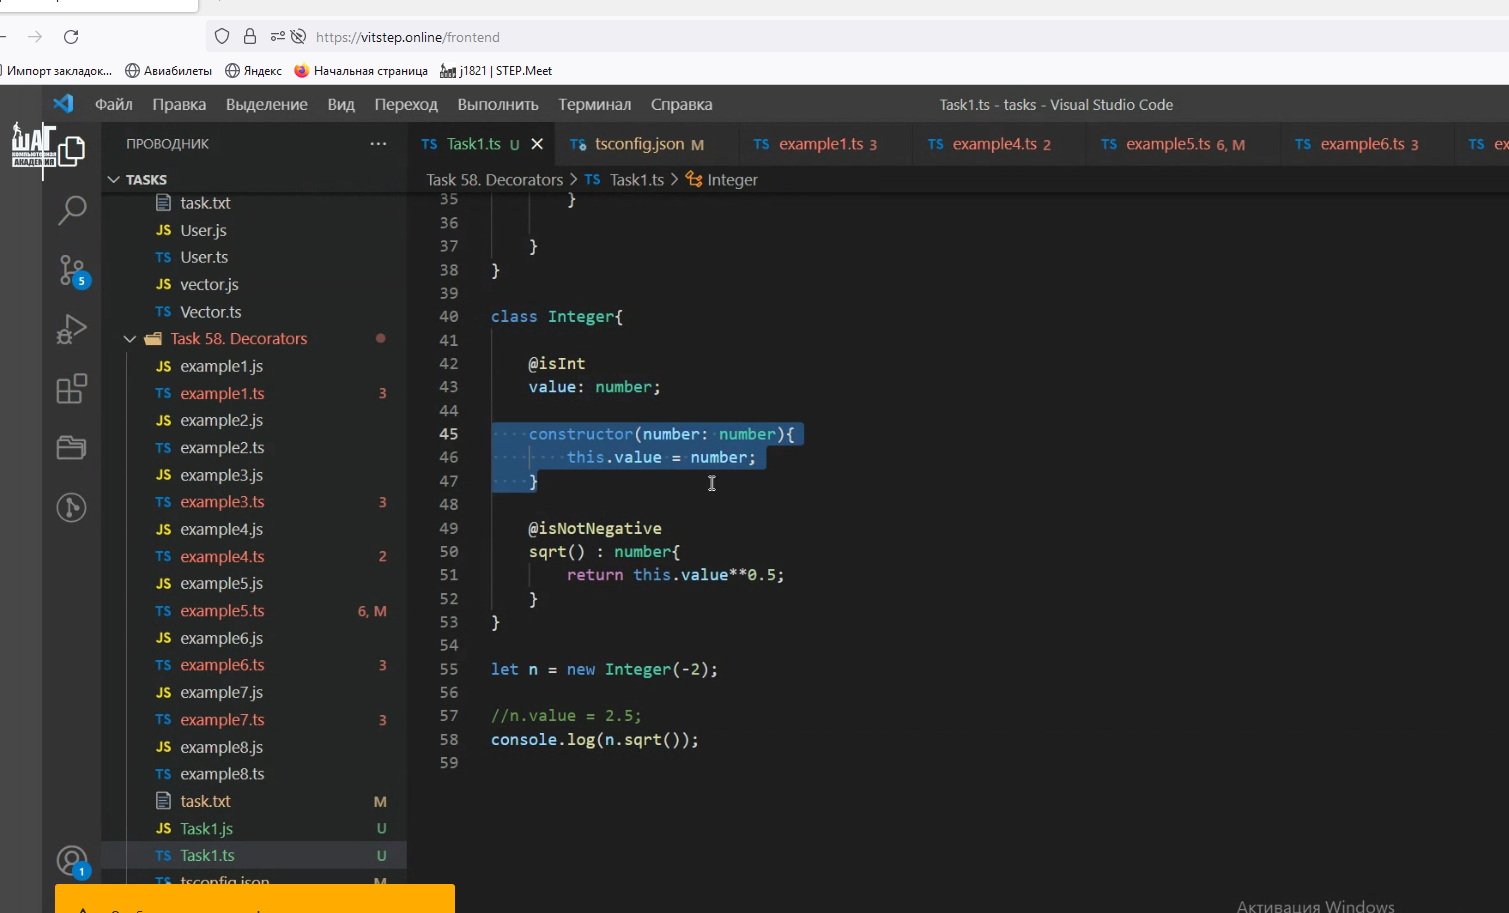 https://vitstep.online/frontend
Импорт закладок...
Авиабилеты
Яндекс
Начальная страница
j1821 | STEP.Meet
Файл Правка Выделение Вид Переход Выполнить Терминал Справка
Task1.ts - tasks - Visual Studio Code
ШАГ
КОМПЬЮТЕРНАЯ
АКАДЕМИЯ
ПРОВОДНИК
TS Task1.ts U
tsconfig.json M
TS example1.ts 3
TS example4.ts 2
TS example5.ts 6, M
TS example6.ts 3
TS ex
TASKS
Task 58. Decorators > TS Task1.ts > Integer
task.txt
JS User.js
TS User.ts
JS vector.js
TS Vector.ts
Task 58. Decorators
JS example1.js
TS example1.ts 3
JS example2.js
TS example2.ts
JS example3.js
TS example3.ts 3
JS example4.js
TS example4.ts 2
JS example5.js
TS example5.ts 6, M
JS example6.js
TS example6.ts 3
JS example7.js
TS example7.ts 3
JS example8.js
TS example8.ts
task.txt M
JS Task1.js U
TS Task1.ts U
tsconfig.json M
5
1
35 }
36
37 }
38 }
39
40 class Integer{
41
42 @isInt
43 value: number;
44
45 constructor(number: number){
46 this.value = number;
47 }
48
49 @isNotNegative
50 sqrt() : number{
51 return this.value**0.5;
52 }
53 }
54
55 let n = new Integer(-2);
56
57 //n.value = 2.5;
58 console.log(n.sqrt());
59
Активация Windows